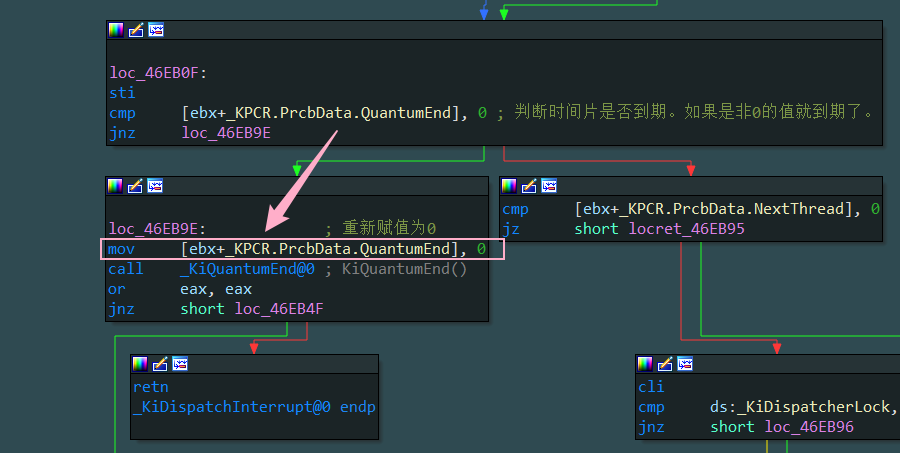 loc_46EB0F:
sti
cmp [ebx+_KPCR.PrcbData.QuantumEnd], 0 ; 判断时间片是否到期。如果是非0的值就到期了。
jnz loc_46EB9E
loc_46EB9E: ; 重新赋值为0
mov [ebx+_KPCR.PrcbData.QuantumEnd], 0
call _KiQuantumEnd@0 ; KiQuantumEnd()
or eax, eax
jnz short loc_46EB4F
cmp [ebx+_KPCR.PrcbData.NextThread], 0
jz short locret_46EB95
retn
_KiDispatchInterrupt@0 endp
cli
cmp ds:_KiDispatcherLock,
jnz short loc_46EB96